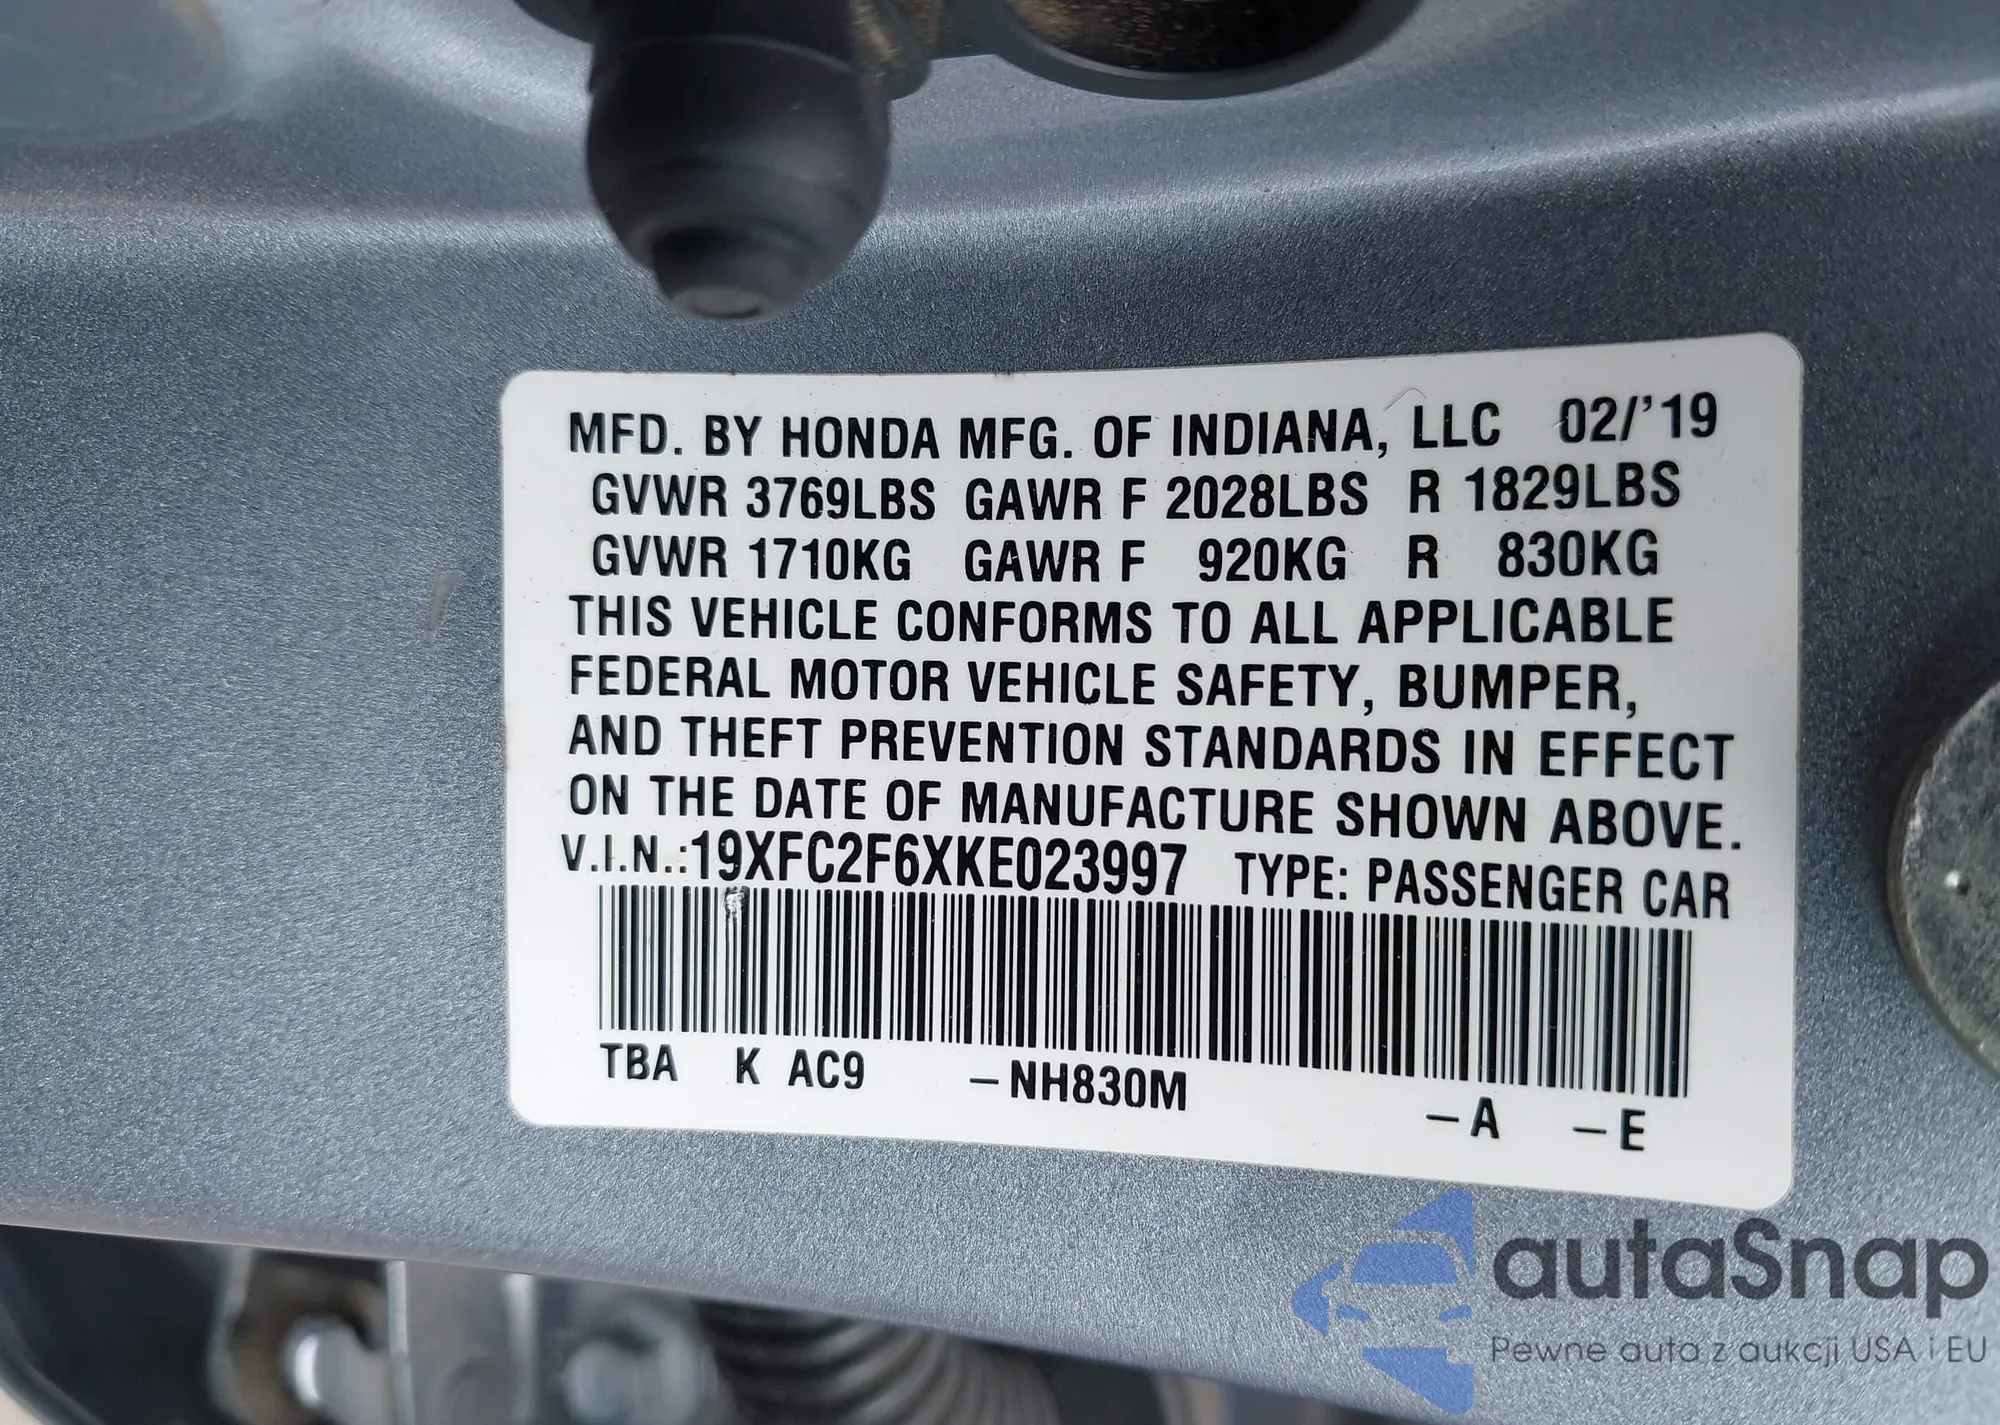 MFD. BY HONDA MFG. OF INDIANA, LLC 02/'19
GVWR 3769LBS GAWR F 2028LBS R 1829LBS
GVWR 1710KG GAWR F 920KG R 830KG
THIS VEHICLE CONFORMS TO ALL APPLICABLE
FEDERAL MOTOR VEHICLE SAFETY, BUMPER,
AND THEFT PREVENTION STANDARDS IN EFFECT
ON THE DATE OF MANUFACTURE SHOWN ABOVE.
V.I.N.:19XFC2F6XKE023997 TYPE: PASSENGER CAR
TBA K AC9 –NH830M –A –E
autaSnap
Pewne auta z aukcji USA i EU